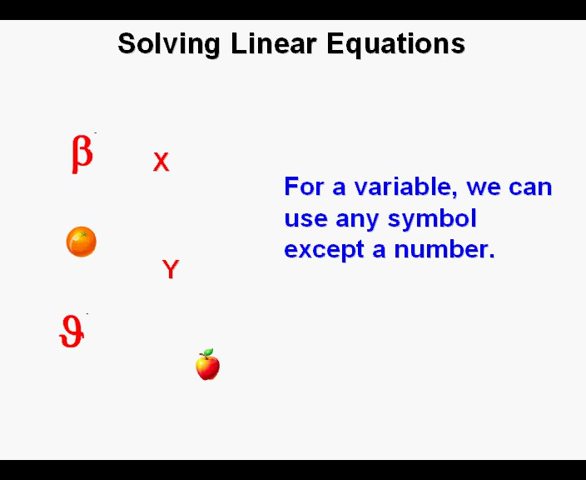 Solving Linear Equations
β
X
For a variable, we can
use any symbol
except a number.
Y
ϑ